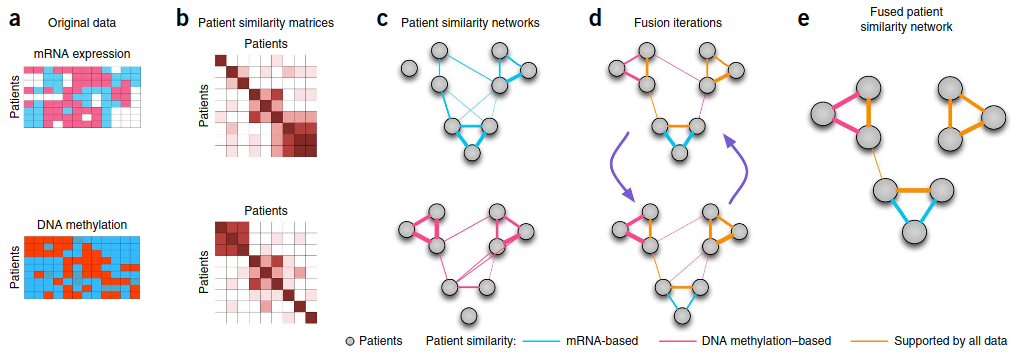 a
Original data
mRNA expression
Patients
DNA methylation
Patients
b
Patient similarity matrices
Patients
Patients
Patients
Patients
c
Patient similarity networks
d
Fusion iterations
e
Fused patient
similarity network
Patients
Patient similarity:
mRNA-based
DNA methylation–based
Supported by all data